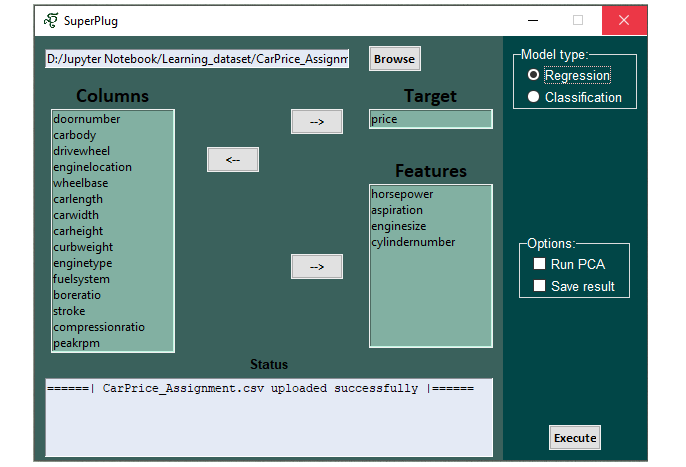 SuperPlug
D:/Jupyter Notebook/Learning_dataset/CarPrice_Assignm
Browse
Model type:
Regression
Classification
Columns
doornumber
carbody
drivewheel
enginelocation
wheelbase
carlength
carwidth
carheight
curbweight
enginetype
fuelsystem
boreratio
stroke
compressionratio
peakrpm
-->
<--
-->
Target
price
Features
horsepower
aspiration
enginesize
cylindernumber
Options:
Run PCA
Save result
Status
======| CarPrice_Assignment.csv uploaded successfully |======
Execute